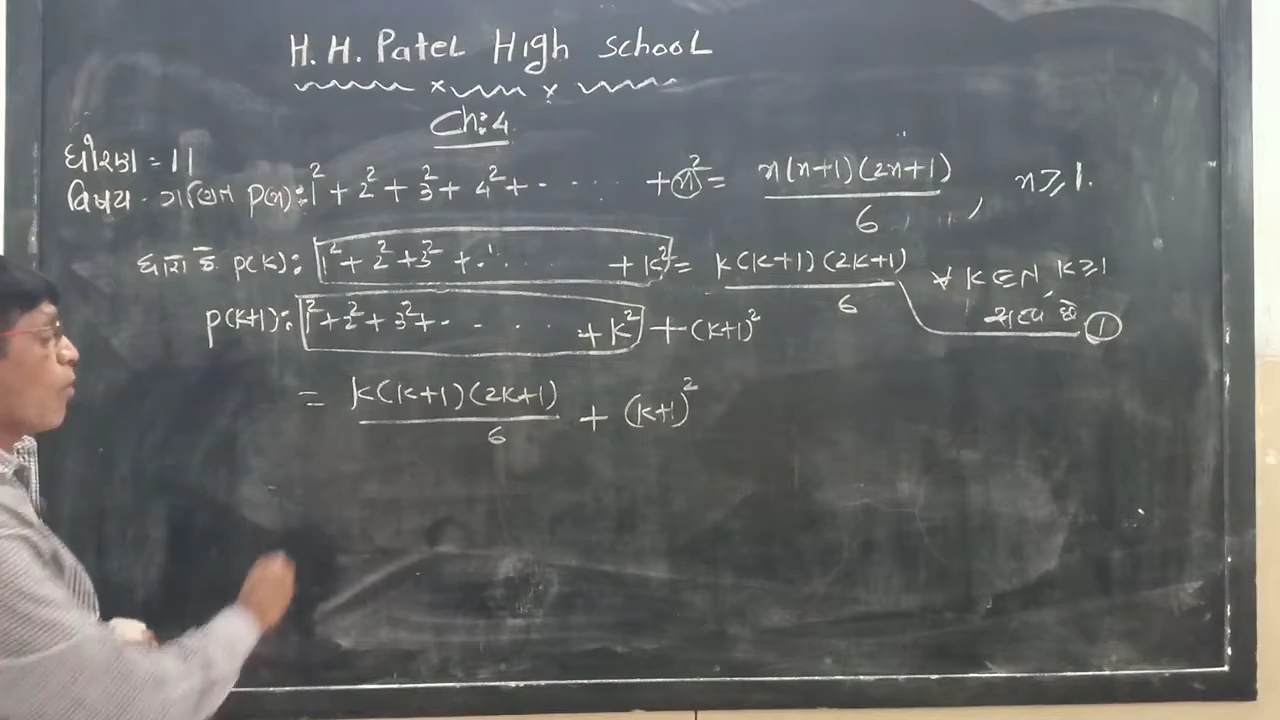 H. H. Patel High School
Ch: 4
ધોરણ = 11
વિષય - ગણિત P(n): 1² + 2² + 3² + 4² + - ..... + n² = n(n+1)(2n+1) / 6 , n ≥ 1.
ધારો કે P(k): 1² + 2² + 3² + ..... + k² = k(k+1)(2k+1) / 6 ∀ k ∈ N, k ≥ 1
સત્ય છે ①
P(k+1): 1² + 2² + 3² + - - ... + k² + (k+1)²
= k(k+1)(2k+1) / 6 + (k+1)²